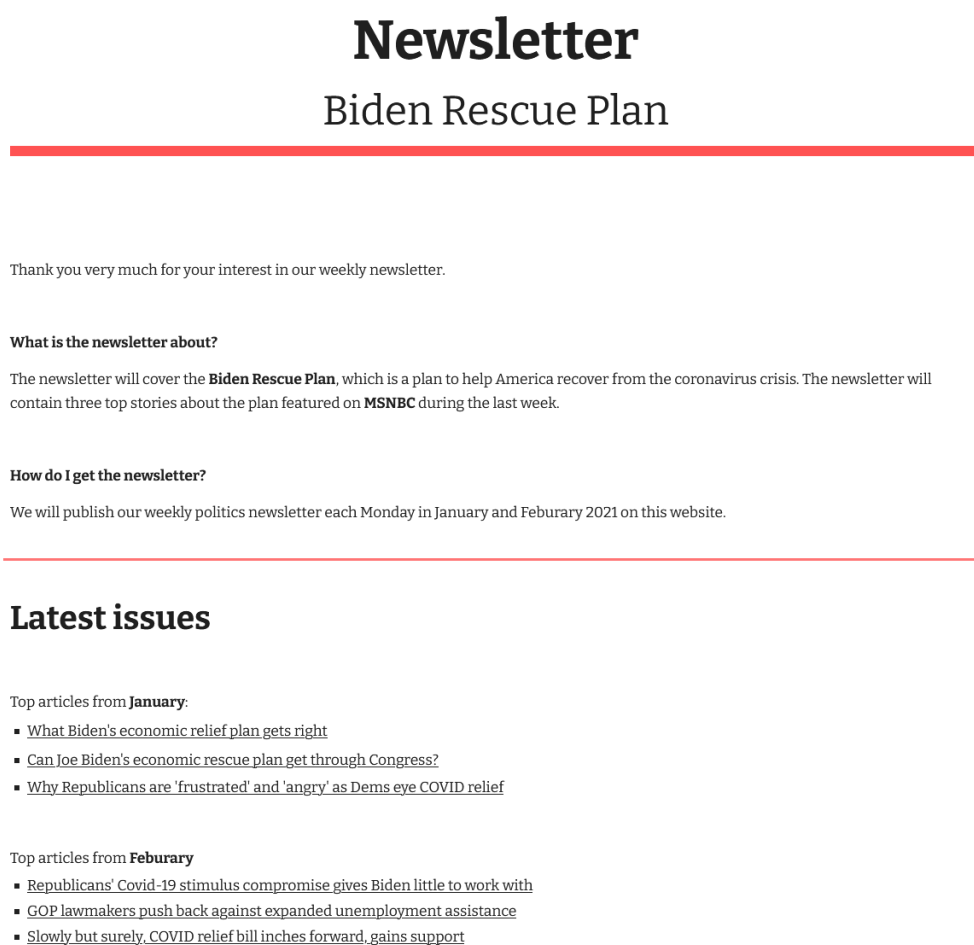 Newsletter
Biden Rescue Plan
Thank you very much for your interest in our weekly newsletter.
What is the newsletter about?
The newsletter will cover the Biden Rescue Plan, which is a plan to help America recover from the coronavirus crisis. The newsletter will
contain three top stories about the plan featured on MSNBC during the last week.
How do I get the newsletter?
We will publish our weekly politics newsletter each Monday in January and Feburary 2021 on this website.
Latest issues
Top articles from January:
▪ What Biden's economic relief plan gets right
▪ Can Joe Biden's economic rescue plan get through Congress?
▪ Why Republicans are 'frustrated' and 'angry' as Dems eye COVID relief
Top articles from Feburary
▪ Republicans' Covid-19 stimulus compromise gives Biden little to work with
▪ GOP lawmakers push back against expanded unemployment assistance
▪ Slowly but surely, COVID relief bill inches forward, gains support